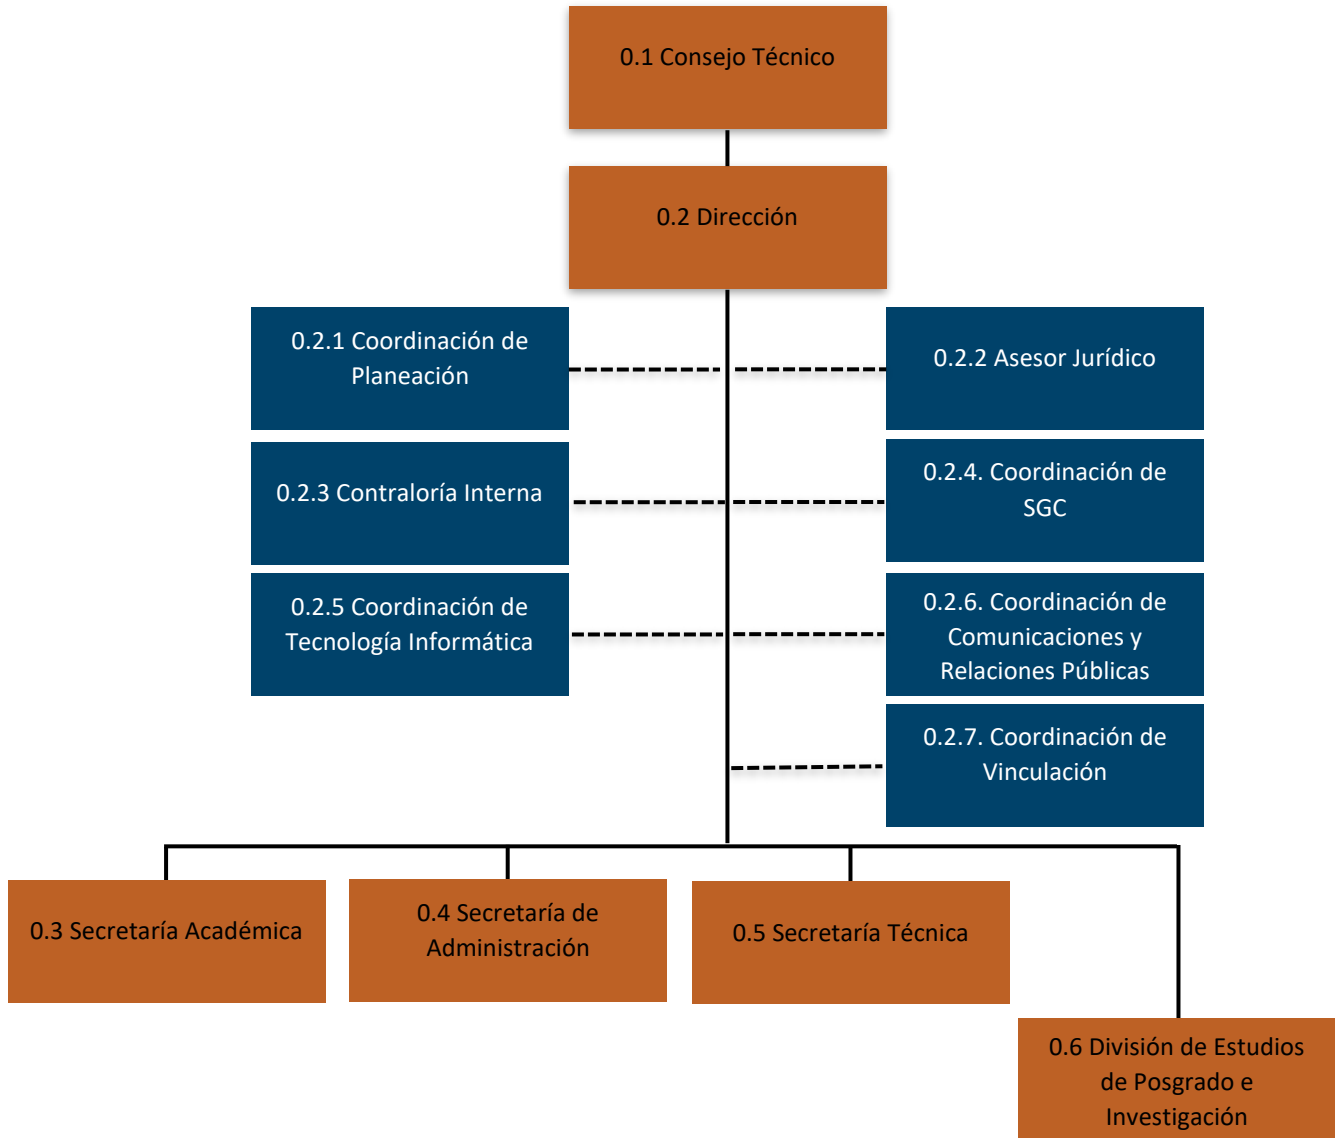 0.1 Consejo Técnico
0.2 Dirección
0.2.1 Coordinación de
Planeación
0.2.2 Asesor Jurídico
0.2.3 Contraloría Interna
0.2.4. Coordinación de
SGC
0.2.5 Coordinación de
Tecnología Informática
0.2.6. Coordinación de
Comunicaciones y
Relaciones Públicas
0.2.7. Coordinación de
Vinculación
0.3 Secretaría Académica
0.4 Secretaría de
Administración
0.5 Secretaría Técnica
0.6 División de Estudios
de Posgrado e
Investigación